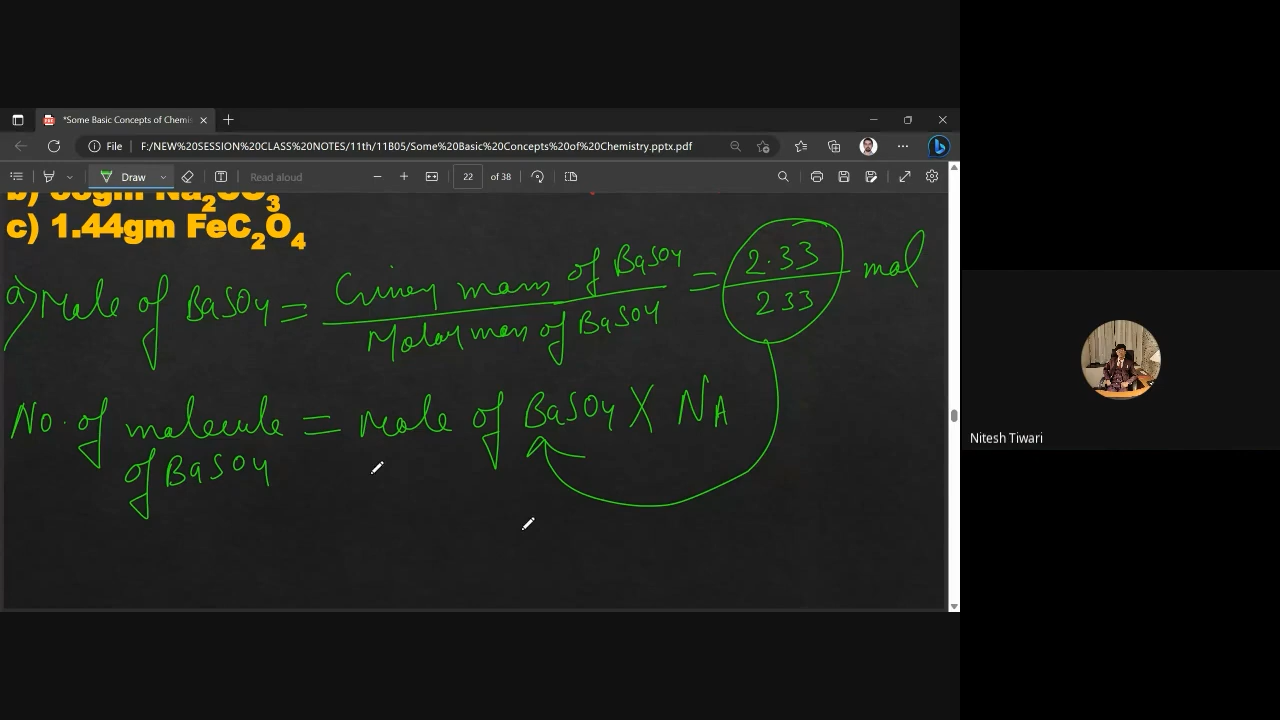 *Some Basic Concepts of Chemis
File F:/NEW%20SESSION%20CLASS%20NOTES/11th/11B05/Some%20Basic%20Concepts%20of%20Chemistry.pptx.pdf
Draw Read aloud 22 of 38
Na₂CO₃
c) 1.44gm FeC₂O₄
a) Mole of BaSO4 = Given mass of BaSO4 / Molar mass of BaSO4 = 2.33 / 233 mol
No. of molecule = Mole of BaSO4 X NA
of BaSO4
Nitesh Tiwari